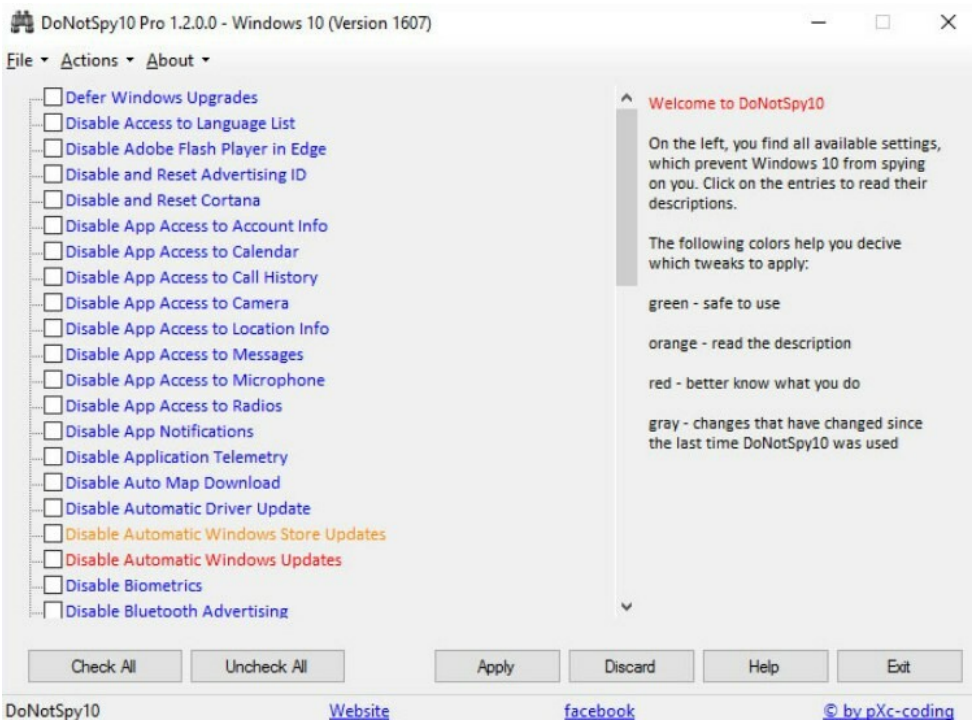 DoNotSpy10 Pro 1.2.0.0 - Windows 10 (Version 1607)
File Actions About
Defer Windows Upgrades
Disable Access to Language List
Disable Adobe Flash Player in Edge
Disable and Reset Advertising ID
Disable and Reset Cortana
Disable App Access to Account Info
Disable App Access to Calendar
Disable App Access to Call History
Disable App Access to Camera
Disable App Access to Location Info
Disable App Access to Messages
Disable App Access to Microphone
Disable App Access to Radios
Disable App Notifications
Disable Application Telemetry
Disable Auto Map Download
Disable Automatic Driver Update
Disable Automatic Windows Store Updates
Disable Automatic Windows Updates
Disable Biometrics
Disable Bluetooth Advertising
Welcome to DoNotSpy10
On the left, you find all available settings,
which prevent Windows 10 from spying
on you. Click on the entries to read their
descriptions.
The following colors help you decive
which tweaks to apply:
green - safe to use
orange - read the description
red - better know what you do
gray - changes that have changed since
the last time DoNotSpy10 was used
Check All Uncheck All Apply Discard Help Exit
DoNotSpy10 Website facebook © by pXc-coding